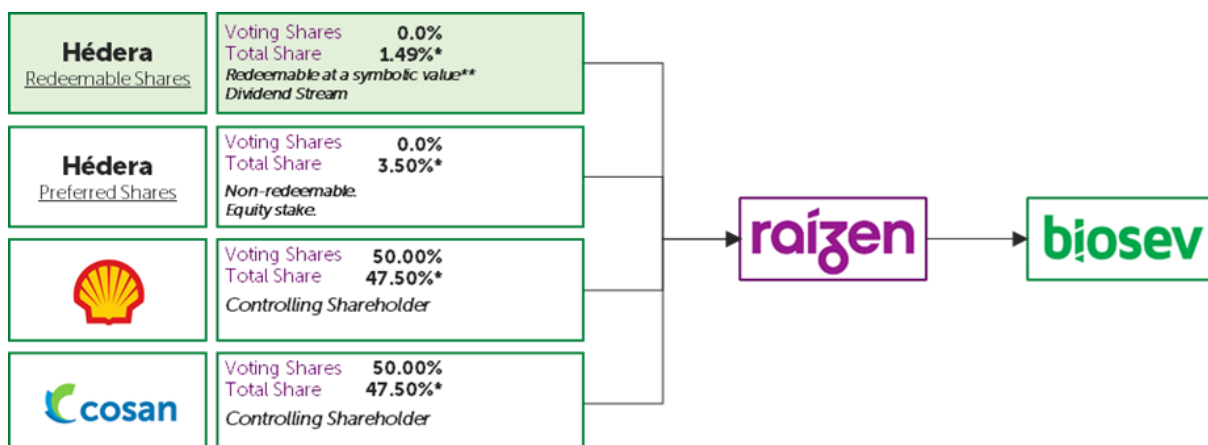 Hédera
Redeemable Shares
Voting Shares 0.0%
Total Share 1.49%*
Redeemable at a symbolic value**
Dividend Stream
Hédera
Preferred Shares
Voting Shares 0.0%
Total Share 3.50%*
Non-redeemable.
Equity stake.
Voting Shares 50.00%
Total Share 47.50%*
Controlling Shareholder
cosan
Voting Shares 50.00%
Total Share 47.50%*
Controlling Shareholder
raízen
biosev